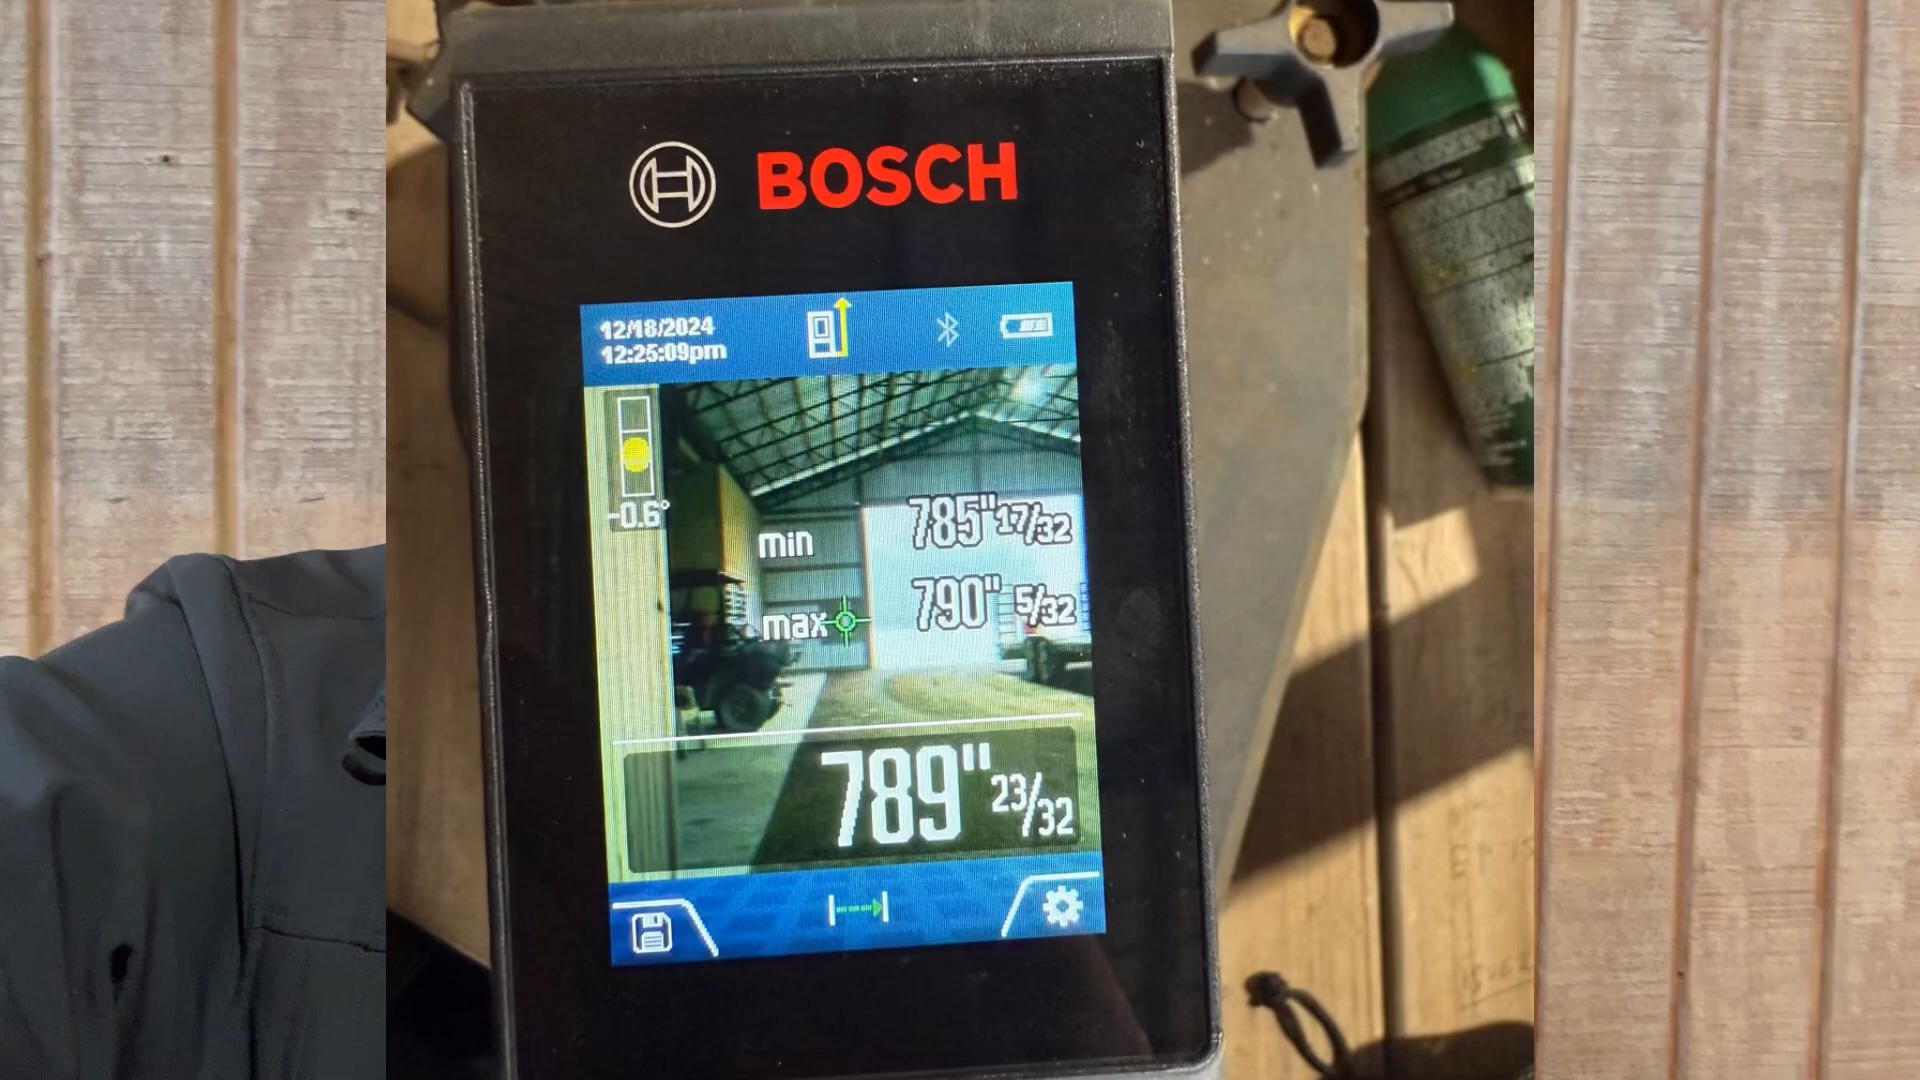 BOSCH
12/18/2024
12:25:09pm
-0.6°
min 785" 17/32
max 790" 5/32
789" 23/32